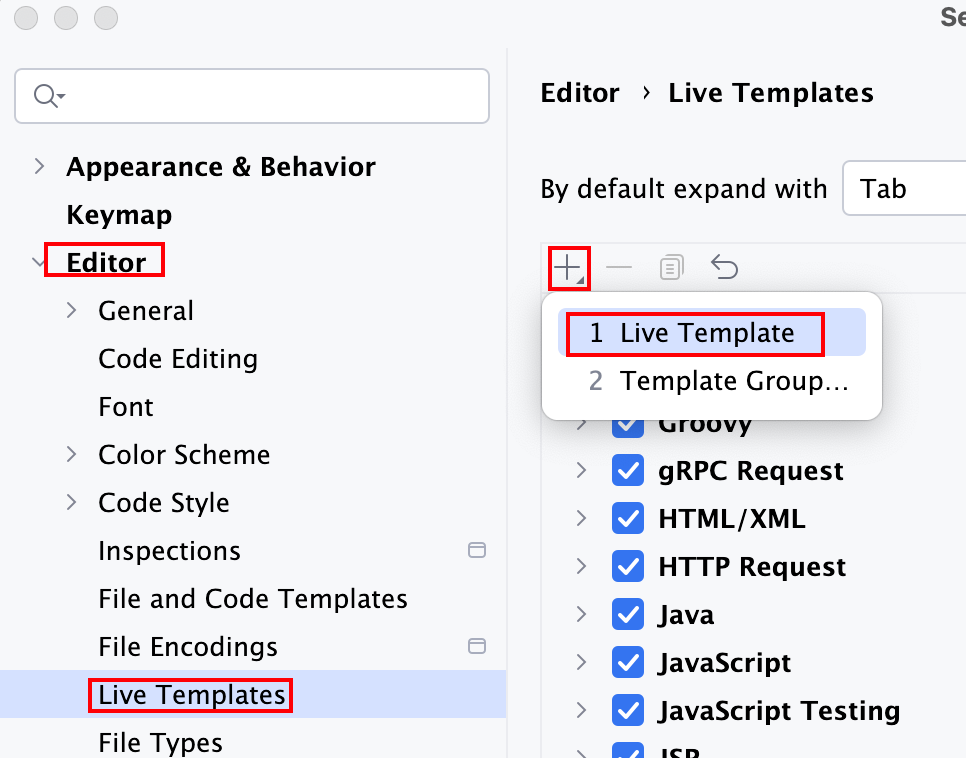 Se
Appearance & Behavior
Keymap
Editor
General
Code Editing
Font
Color Scheme
Code Style
Inspections
File and Code Templates
File Encodings
Live Templates
File Types
Editor › Live Templates
By default expand with Tab
1 Live Template
2 Template Group...
Groovy
gRPC Request
HTML/XML
HTTP Request
Java
JavaScript
JavaScript Testing
JSP